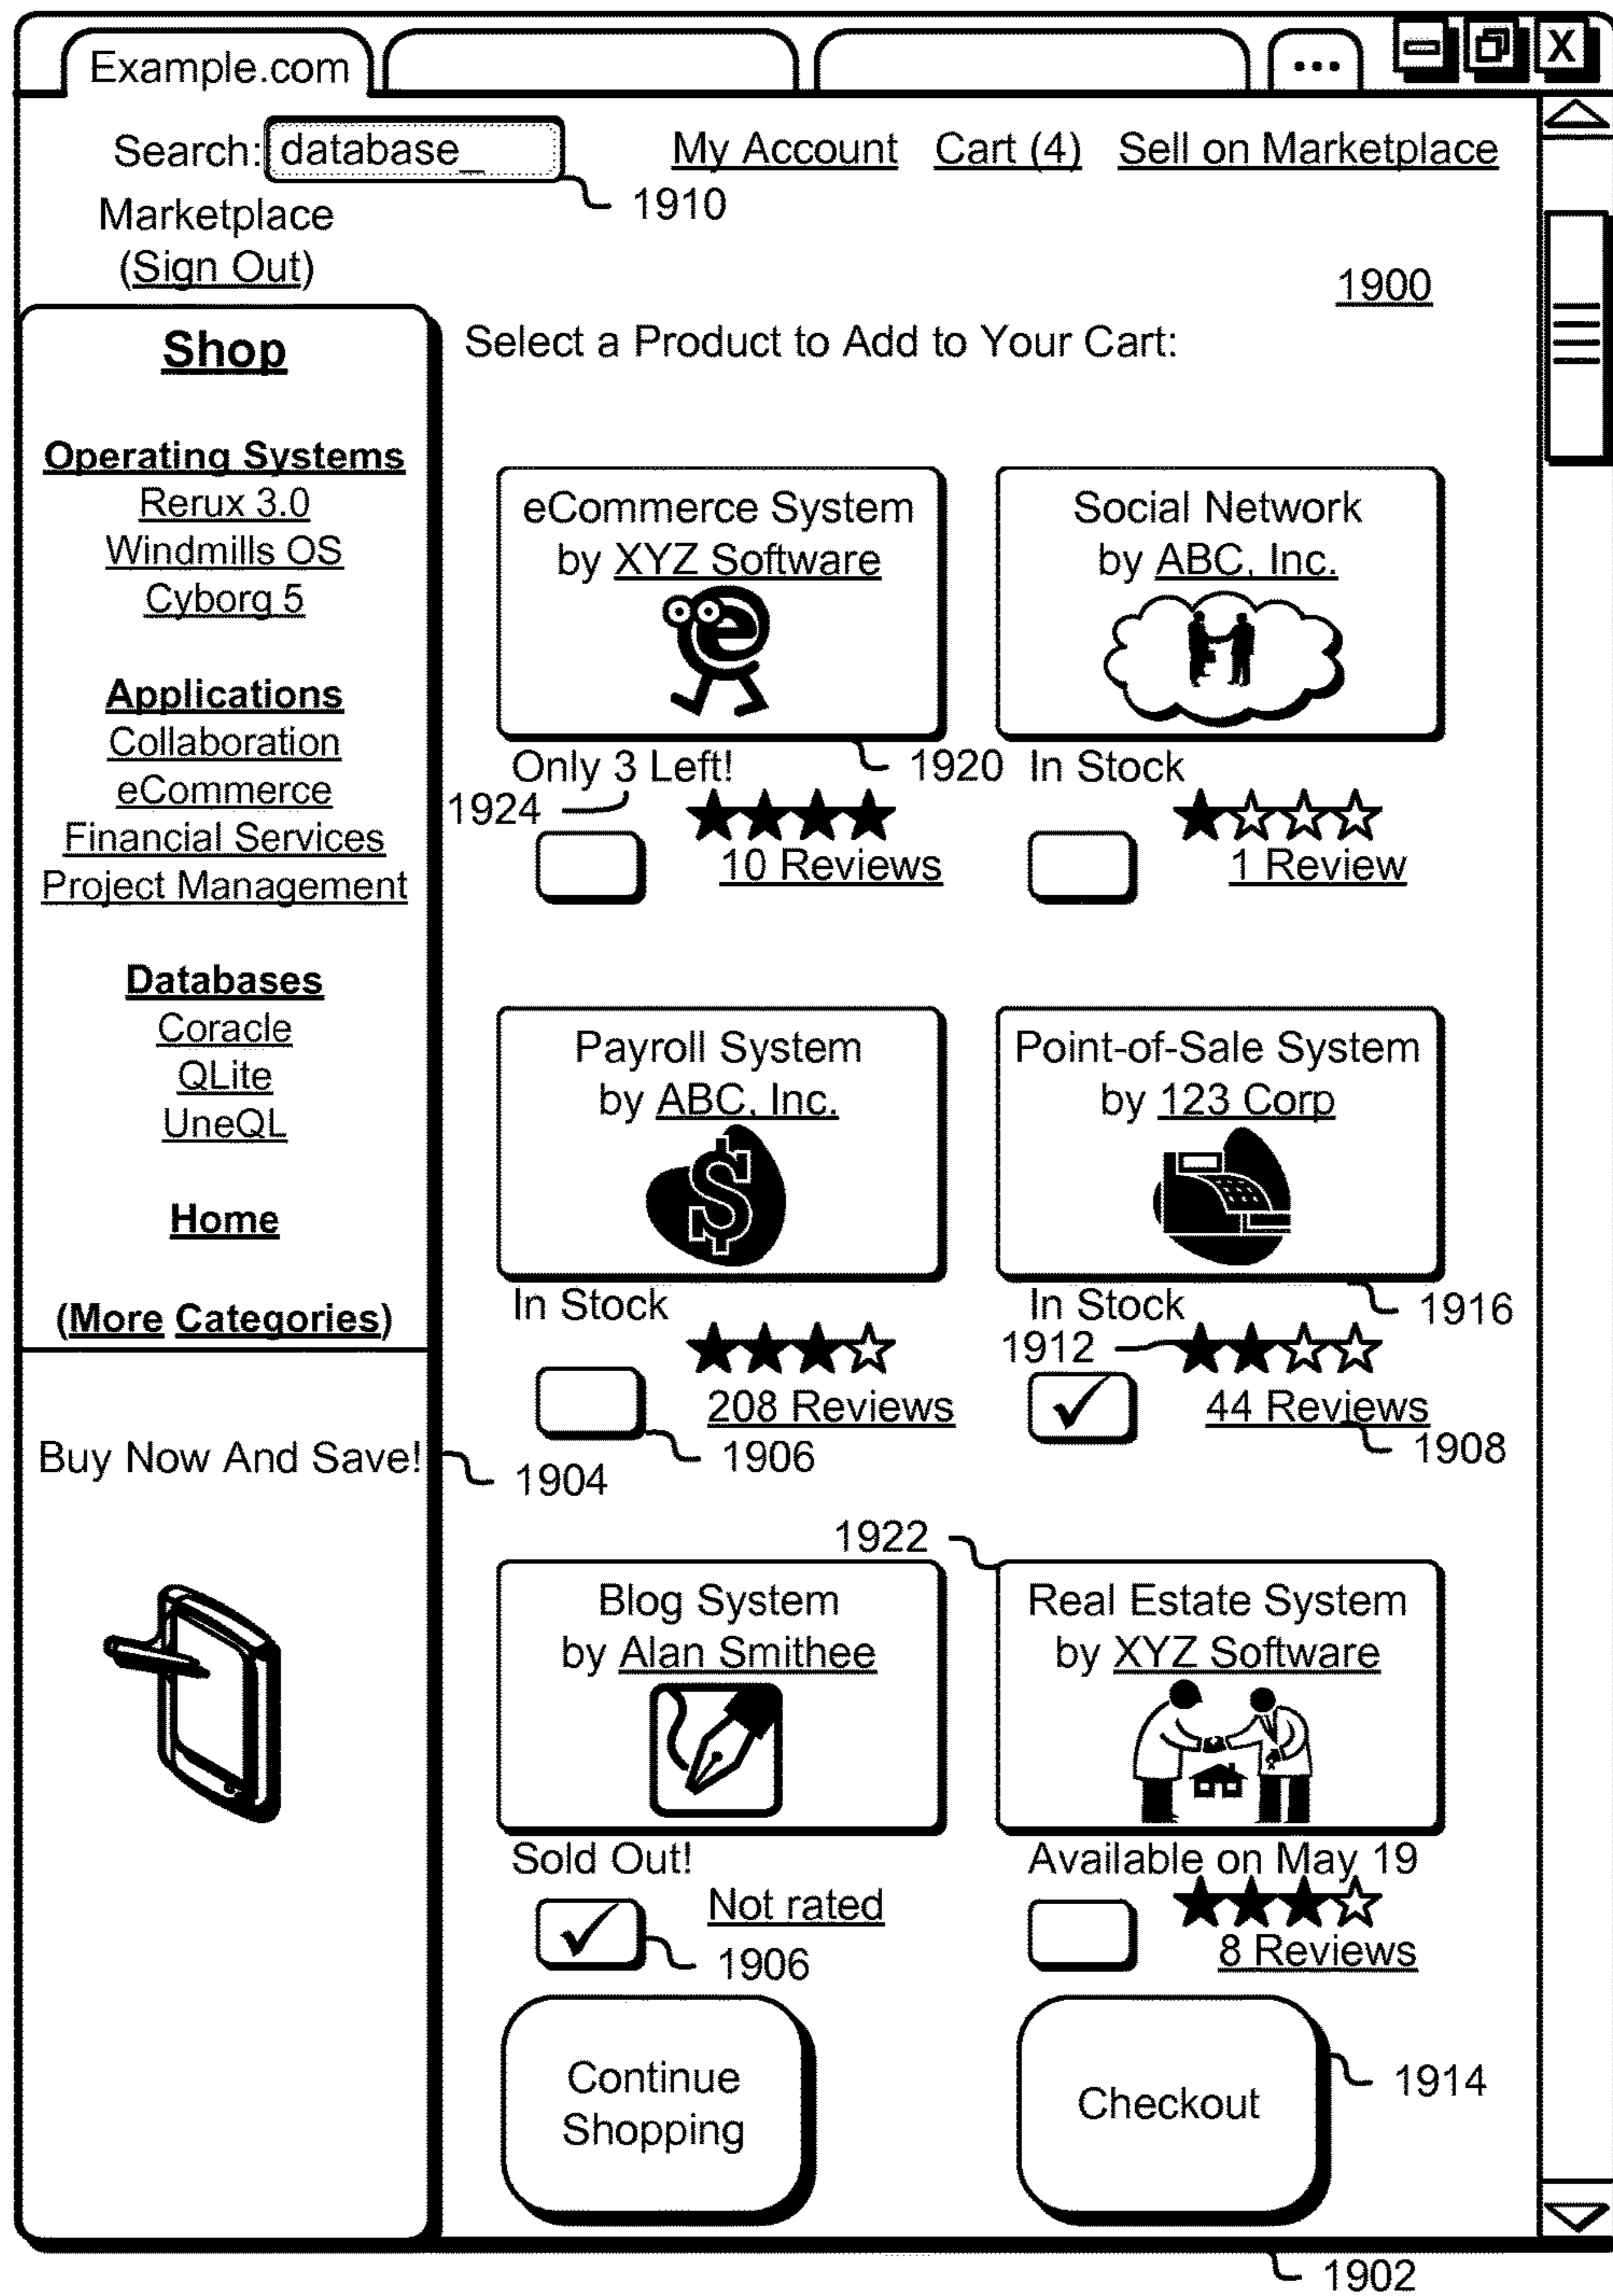 Example.com
...
X
Search: database_
My Account Cart (4) Sell on Marketplace
1910
Marketplace
(Sign Out)
1900
Shop
Operating Systems
Rerux 3.0
Windmills OS
Cyborg 5
Applications
Collaboration
eCommerce
Financial Services
Project Management
Databases
Coracle
QLite
UneQL
Home
(More Categories)
Buy Now And Save!
1904
Select a Product to Add to Your Cart:
eCommerce System
by XYZ Software
e
Only 3 Left!
1920
1924
10 Reviews
Social Network
by ABC, Inc.
In Stock
1 Review
Payroll System
by ABC, Inc.
$
In Stock
208 Reviews
1906
Point-of-Sale System
by 123 Corp
In Stock
1916
1912
44 Reviews
1908
1922
Blog System
by Alan Smithee
Sold Out!
Not rated
1906
Real Estate System
by XYZ Software
Available on May 19
8 Reviews
Continue
Shopping
Checkout
1914
1902